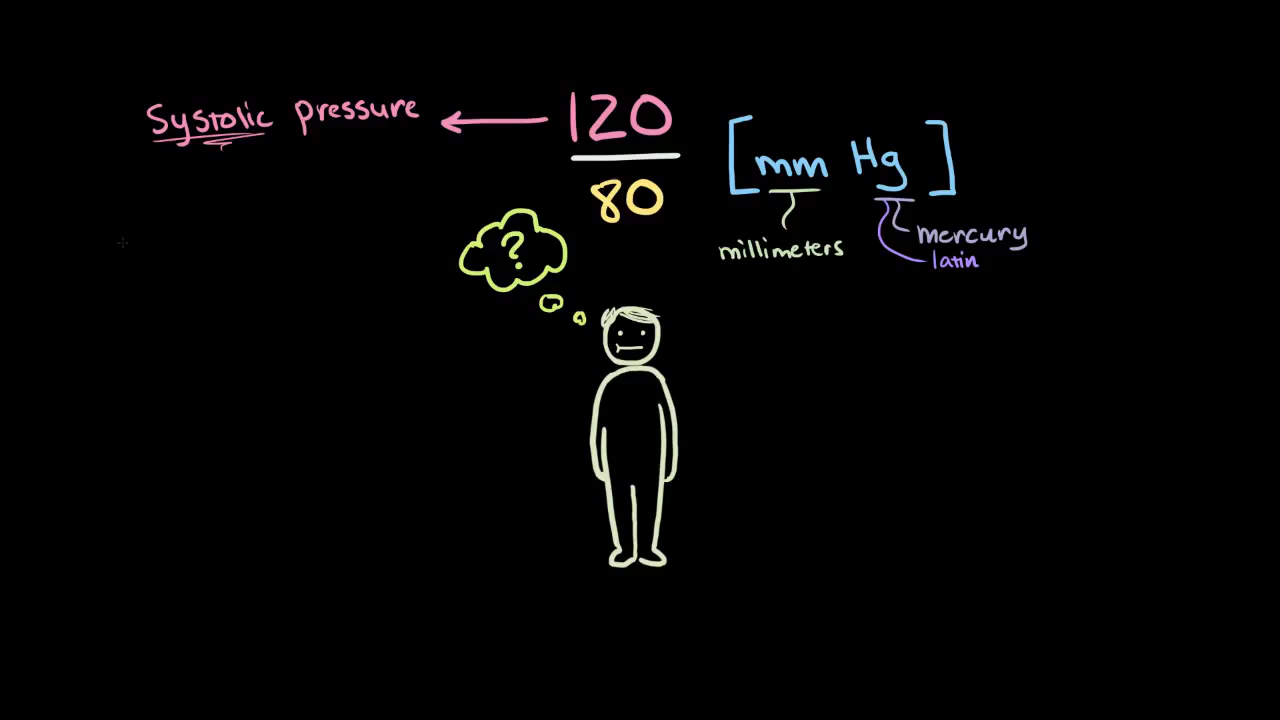 Systolic pressure
120
80
[mm Hg]
millimeters
mercury
latin
?